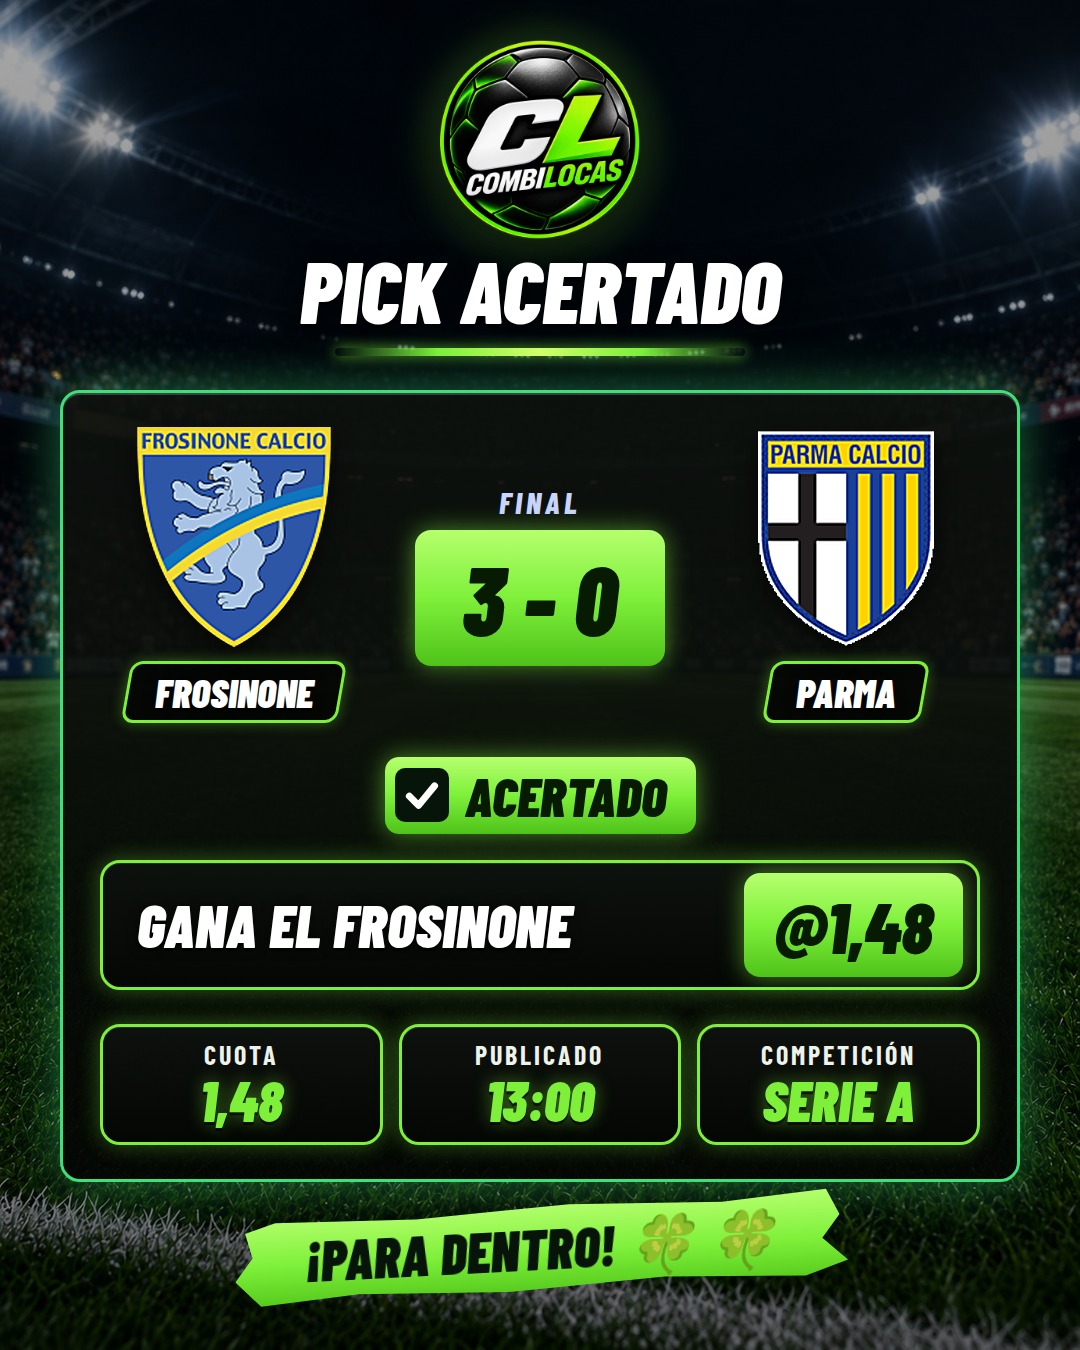 CL
COMBILOCAS
PICK ACERTADO
FROSINONE CALCIO
PARMA CALCIO
FINAL
3 - 0
FROSINONE
PARMA
ACERTADO
GANA EL FROSINONE
@1,48
CUOTA
PUBLICADO
COMPETICIÓN
1,48
13:00
SERIE A
¡PARA DENTRO! 🍀 🍀